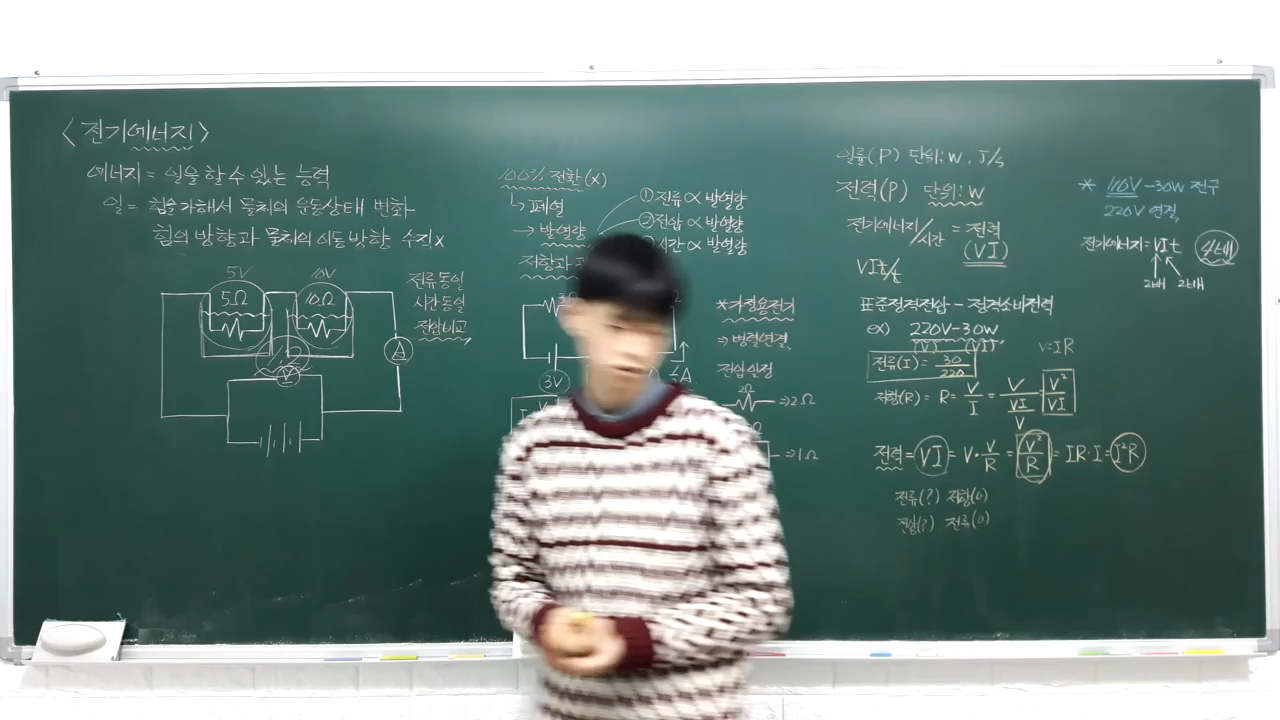 <전기에너지>
에너지 = 일을 할 수 있는 능력
일 = 힘을 가해서 물체의 운동상태 변화
힘의 방향과 물체의 이동 방향 수직x
5V
10V
5Ω
10Ω
A
전류동일
시간동일
전압비교
100% 전환(x)
↳ 폐열
→ 발열량
저항과
① 전류 ∝ 발열량
② 전압 ∝ 발열량
시간 ∝ 발열량
3V
A
*가정용전기
⇒ 병렬연결
전압일정
2Ω
⇒ 2Ω
⇒ 1Ω
일률(P) 단위: W, J/s
전력(P) 단위: W
전기에너지/시간 = 전력
(VI)
VIt/t
표준정격전압 - 정격소비전력
ex) 220V-30W
(V) (VI)
전류(I) = 30/220
V=IR
저항(R) = R = V/I = V/(VI/V) = V²/VI
전력 = VI = V·V/R = V²/R = IR·I = I²R
전류(?) 저항(o)
전압(?) 전류(o)
* 110V-30W 전구
220V 연결
전기에너지 = VIt
4배
2배 2배